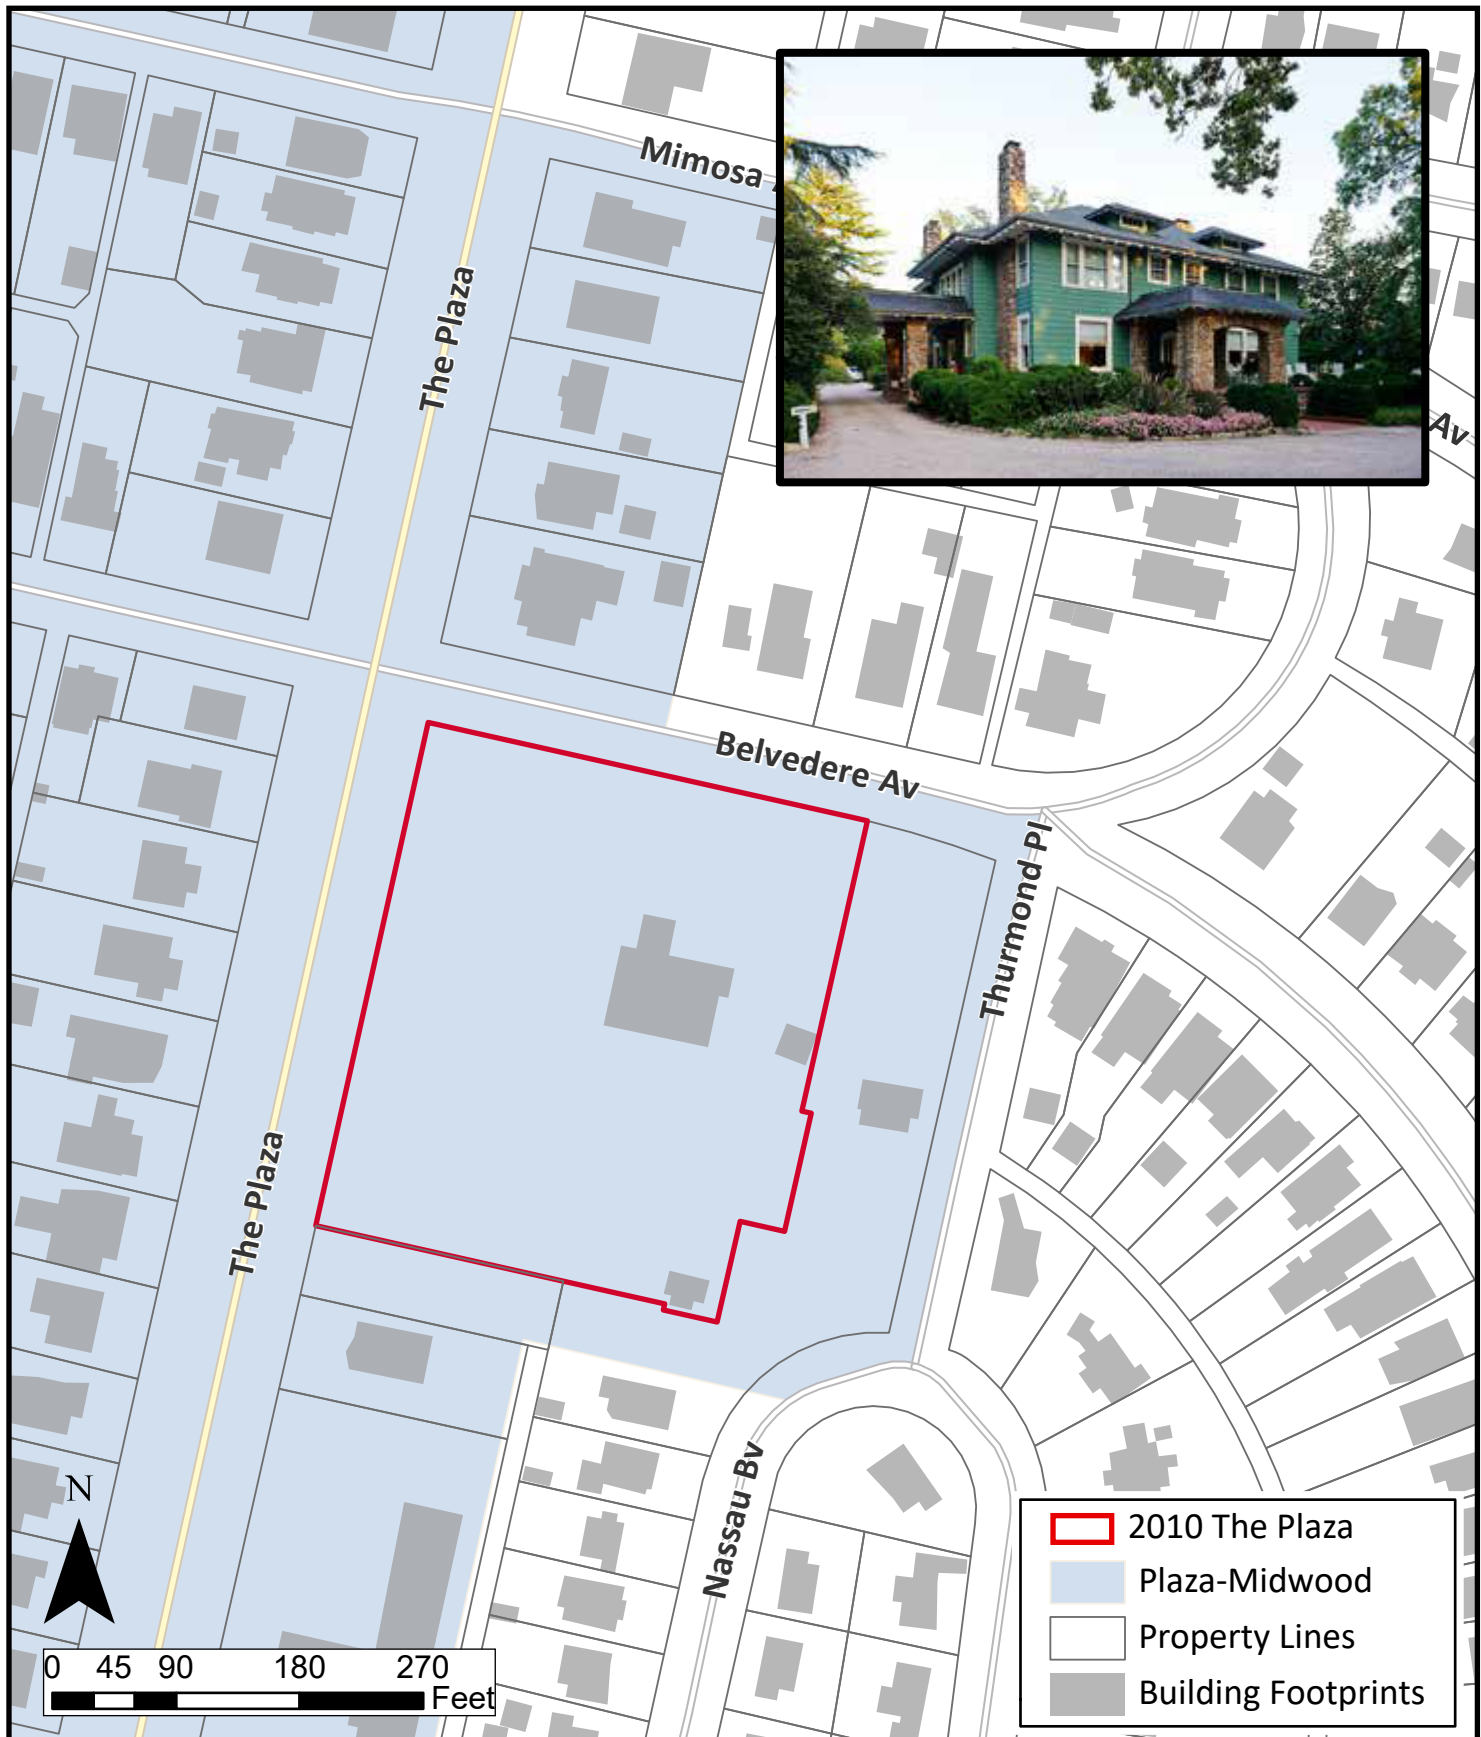 Mimosa
The Plaza
Av
Belvedere Av
Thurmond Pl
The Plaza
Nassau Bv
N
0 45 90 180 270
Feet
2010 The Plaza
Plaza-Midwood
Property Lines
Building Footprints